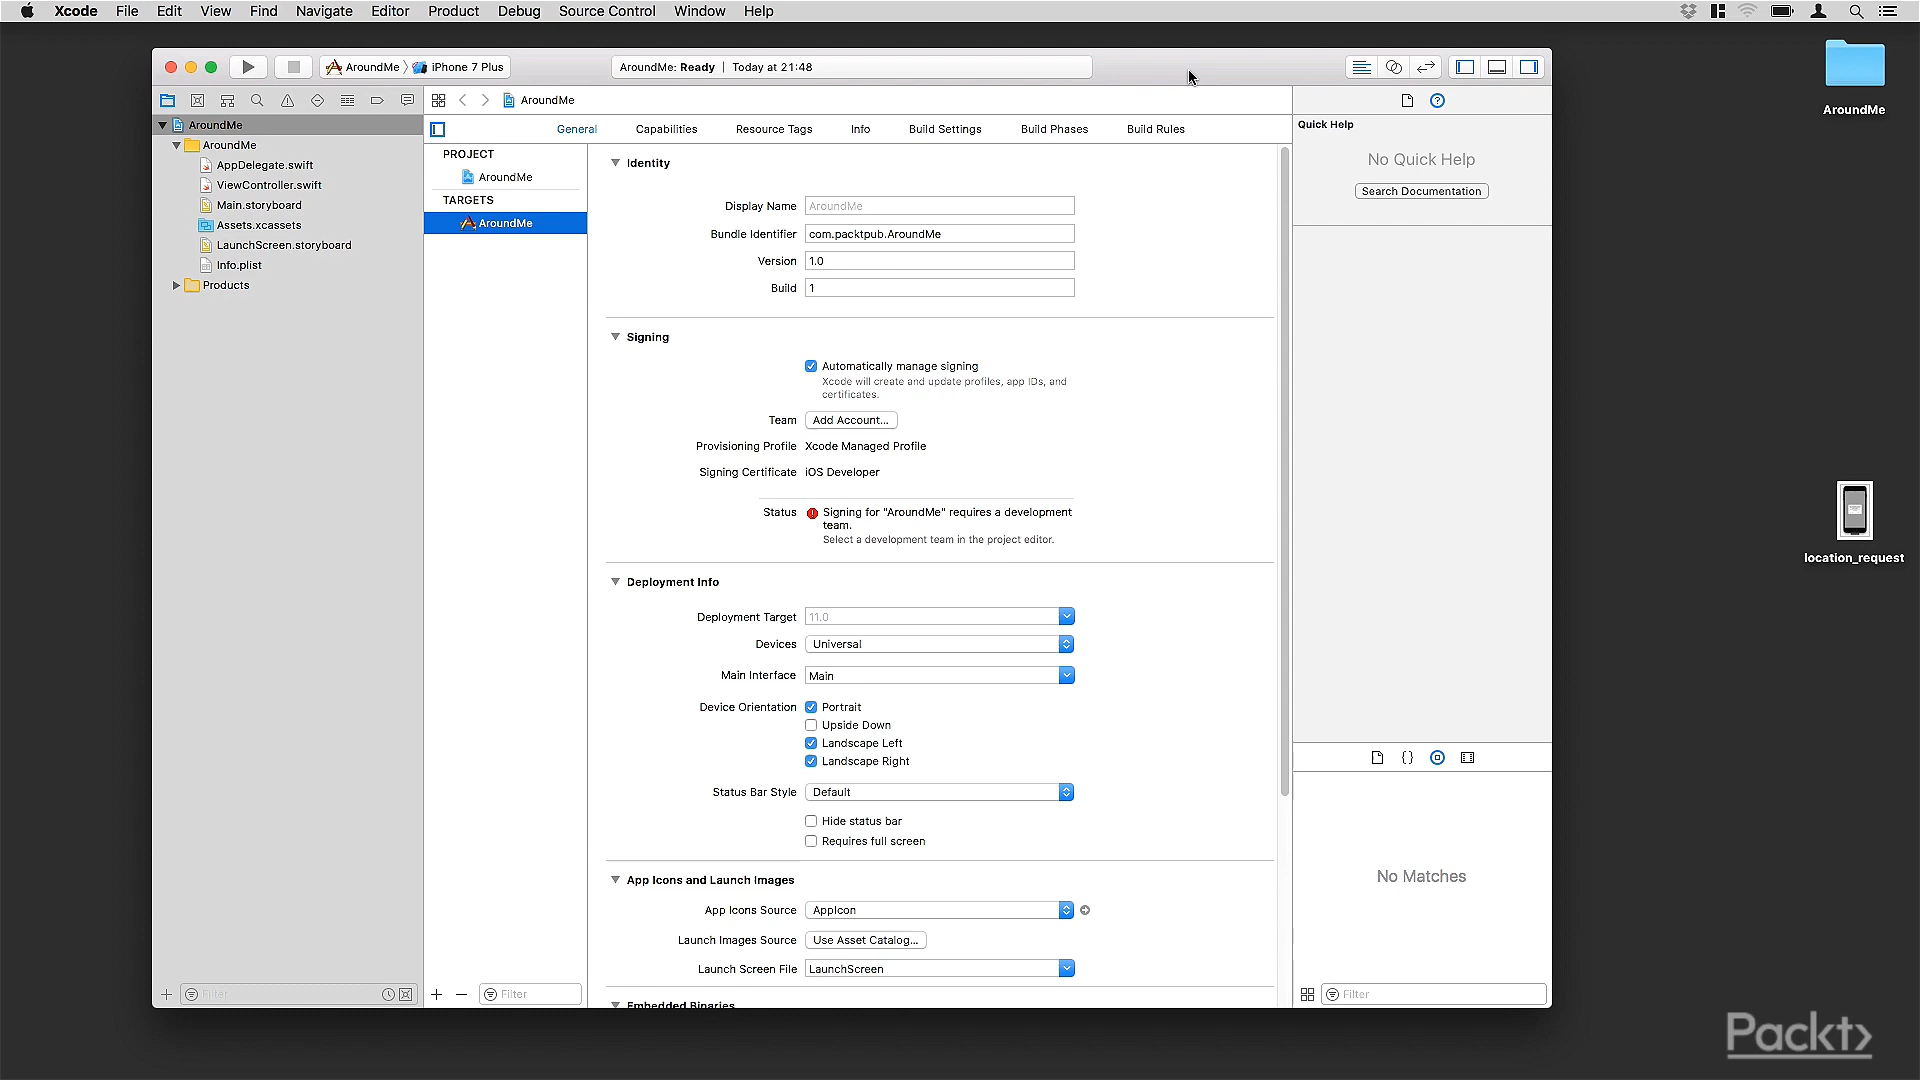 Xcode File Edit View Find Navigate Editor Product Debug Source Control Window Help
AroundMe iPhone 7 Plus
AroundMe: Ready | Today at 21:48
AroundMe
AroundMe
AroundMe
AppDelegate.swift
ViewController.swift
Main.storyboard
Assets.xcassets
LaunchScreen.storyboard
Info.plist
Products
Filter
General Capabilities Resource Tags Info Build Settings Build Phases Build Rules
PROJECT
AroundMe
TARGETS
AroundMe
Filter
Identity
Display Name AroundMe
Bundle Identifier com.packtpub.AroundMe
Version 1.0
Build 1
Signing
Automatically manage signing
Xcode will create and update profiles, app IDs, and
certificates.
Team Add Account...
Provisioning Profile Xcode Managed Profile
Signing Certificate iOS Developer
Status Signing for "AroundMe" requires a development
team.
Select a development team in the project editor.
Deployment Info
Deployment Target 11.0
Devices Universal
Main Interface Main
Device Orientation Portrait
Upside Down
Landscape Left
Landscape Right
Status Bar Style Default
Hide status bar
Requires full screen
App Icons and Launch Images
App Icons Source AppIcon
Launch Images Source Use Asset Catalog...
Launch Screen File LaunchScreen
Embedded Binaries
Quick Help
No Quick Help
Search Documentation
No Matches
Filter
AroundMe
location_request
Packt